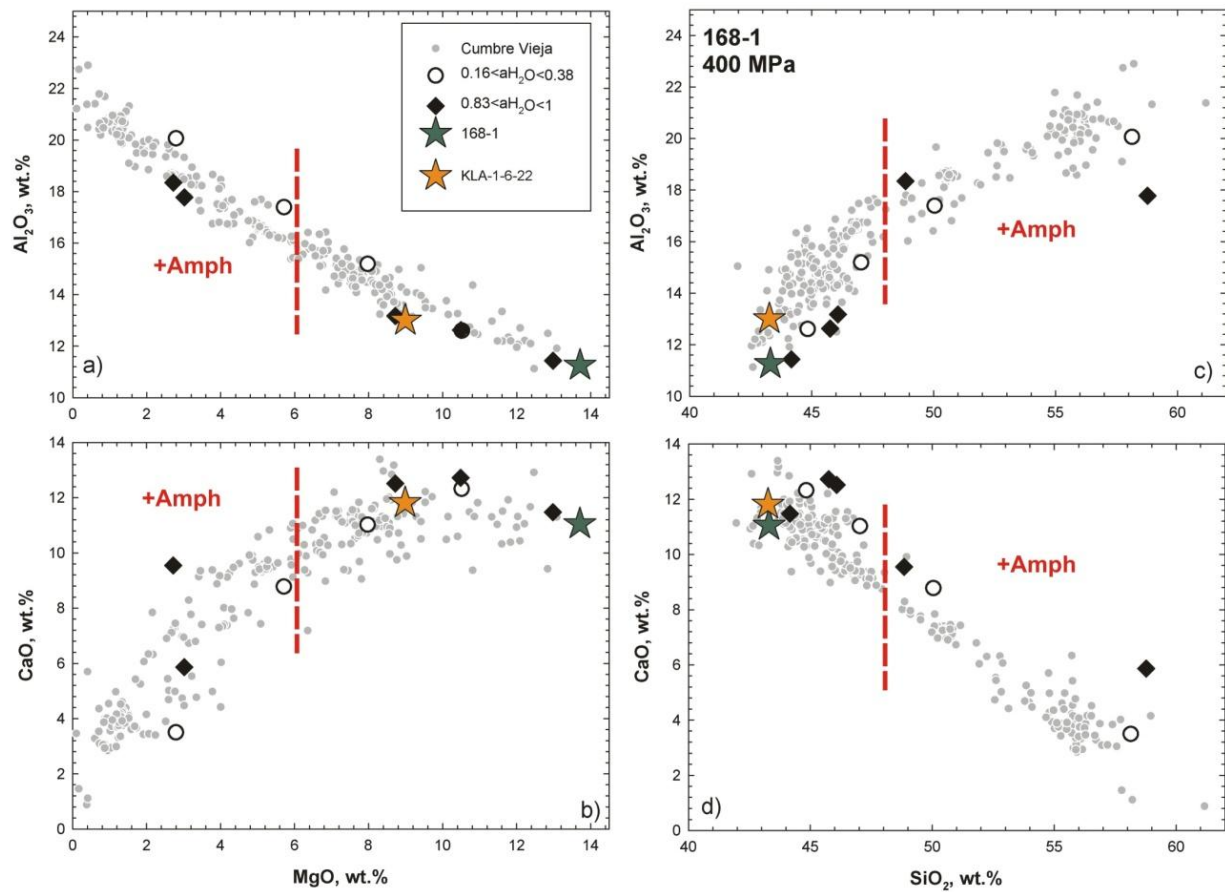 24
22
20
18
16
14
12
10
Al₂O₃, wt.%
Cumbre Vieja
0.16<aH₂O<0.38
0.83<aH₂O<1
168-1
KLA-1-6-22
+Amph
a)
0 2 4 6 8 10 12 14
24
22
20
18
16
14
12
10
Al₂O₃, wt.%
168-1
400 MPa
+Amph
c)
40 45 50 55 60
14
12
10
8
6
4
2
0
CaO, wt.%
+Amph
b)
0 2 4 6 8 10 12 14
MgO, wt.%
14
12
10
8
6
4
2
0
CaO, wt.%
+Amph
d)
40 45 50 55 60
SiO₂, wt.%